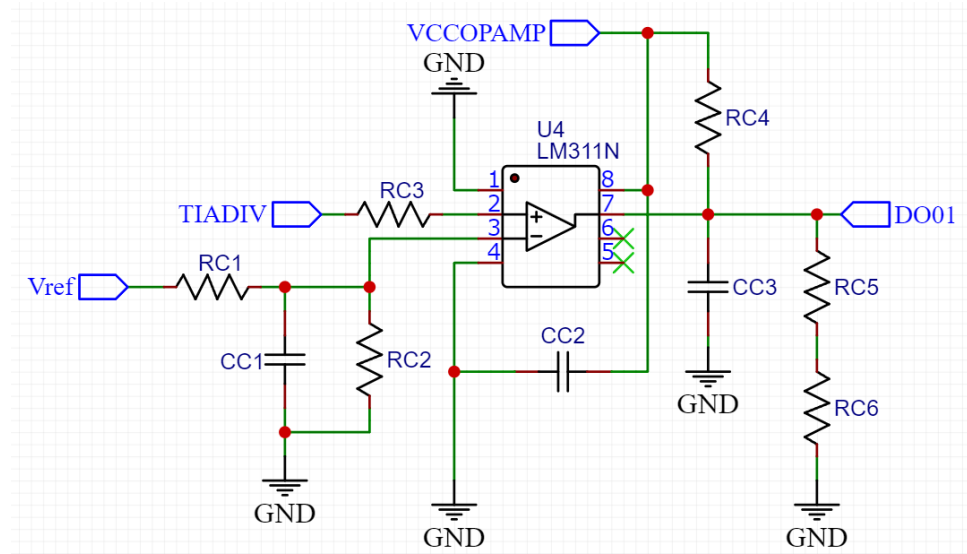 VCCOPAMP
GND
U4
LM311N
RC4
1
8
RC3
2
7
TIADIV
DO01
3
6
4
5
RC1
Vref
CC3
RC5
CC2
CC1
RC2
GND
RC6
GND
GND
GND